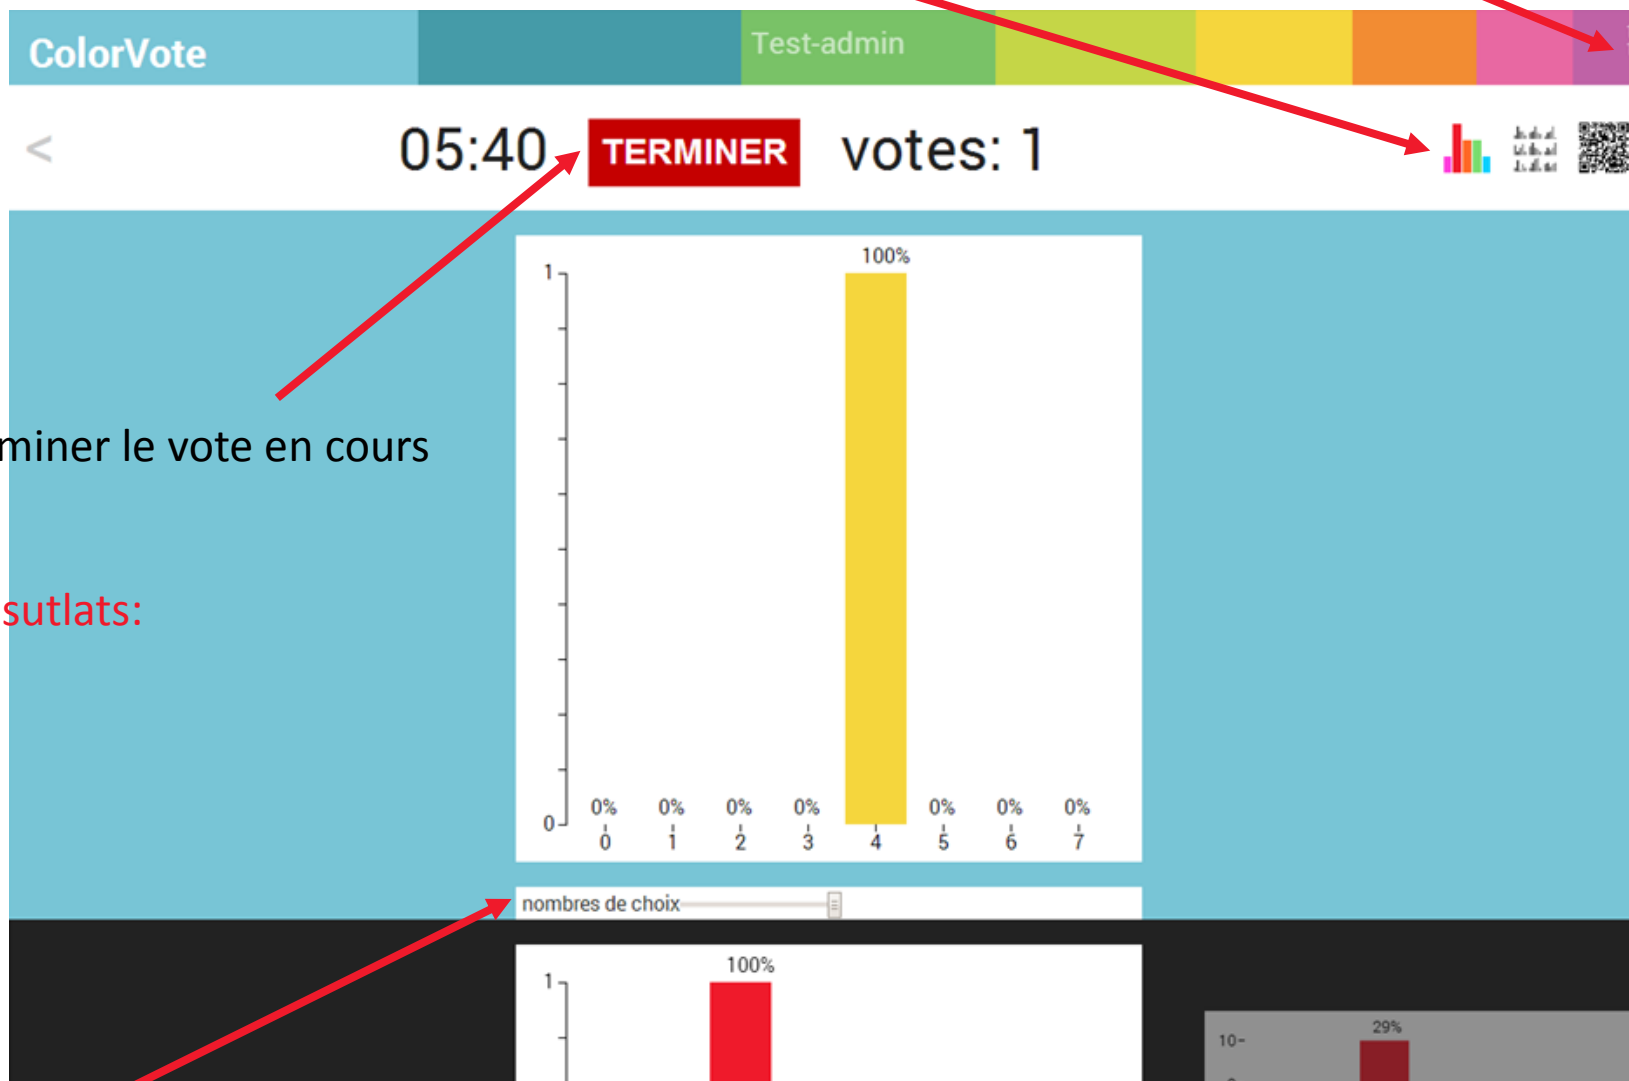 ColorVote
Test-admin
<
05:40
TERMINER
votes: 1
100%
1
miner le vote en cours
sutlats:
0% 0% 0% 0% 0% 0% 0%
0
0 1 2 3 4 5 6 7
nombres de choix
100%
1
29%
10